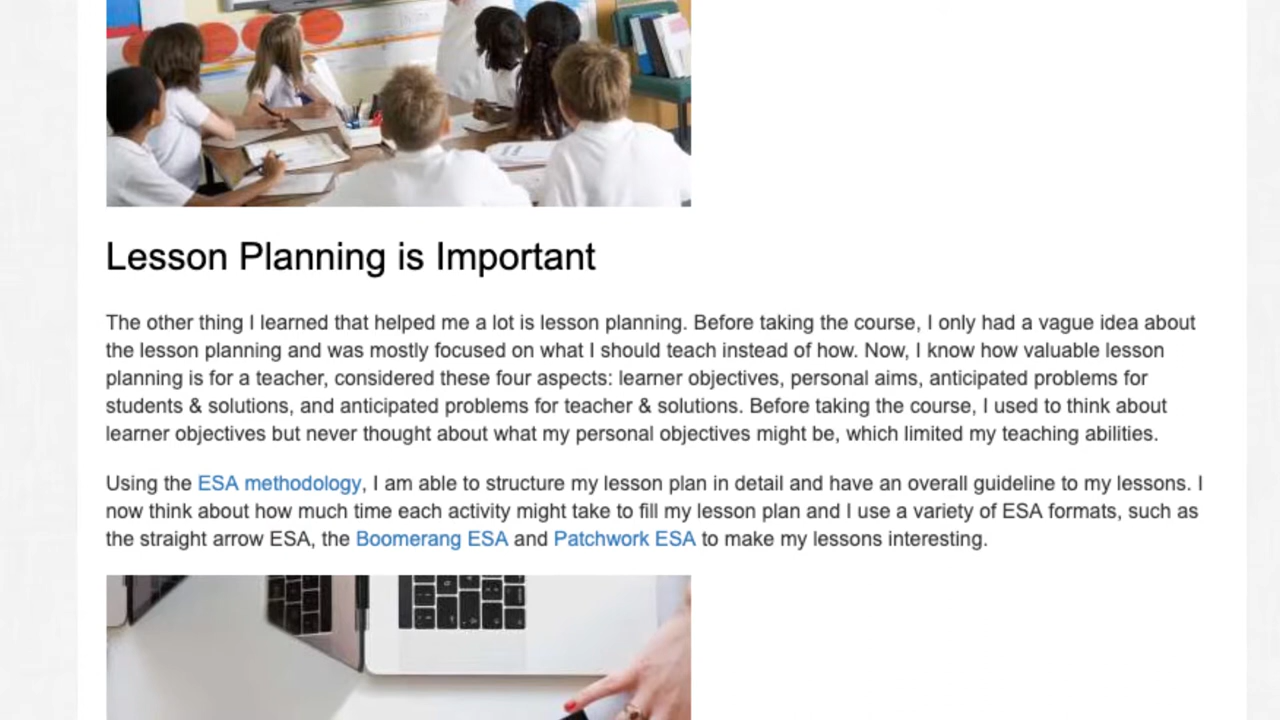 Lesson Planning is Important
The other thing I learned that helped me a lot is lesson planning. Before taking the course, I only had a vague idea about
the lesson planning and was mostly focused on what I should teach instead of how. Now, I know how valuable lesson
planning is for a teacher, considered these four aspects: learner objectives, personal aims, anticipated problems for
students & solutions, and anticipated problems for teacher & solutions. Before taking the course, I used to think about
learner objectives but never thought about what my personal objectives might be, which limited my teaching abilities.
Using the ESA methodology, I am able to structure my lesson plan in detail and have an overall guideline to my lessons. I
now think about how much time each activity might take to fill my lesson plan and I use a variety of ESA formats, such as
the straight arrow ESA, the Boomerang ESA and Patchwork ESA to make my lessons interesting.